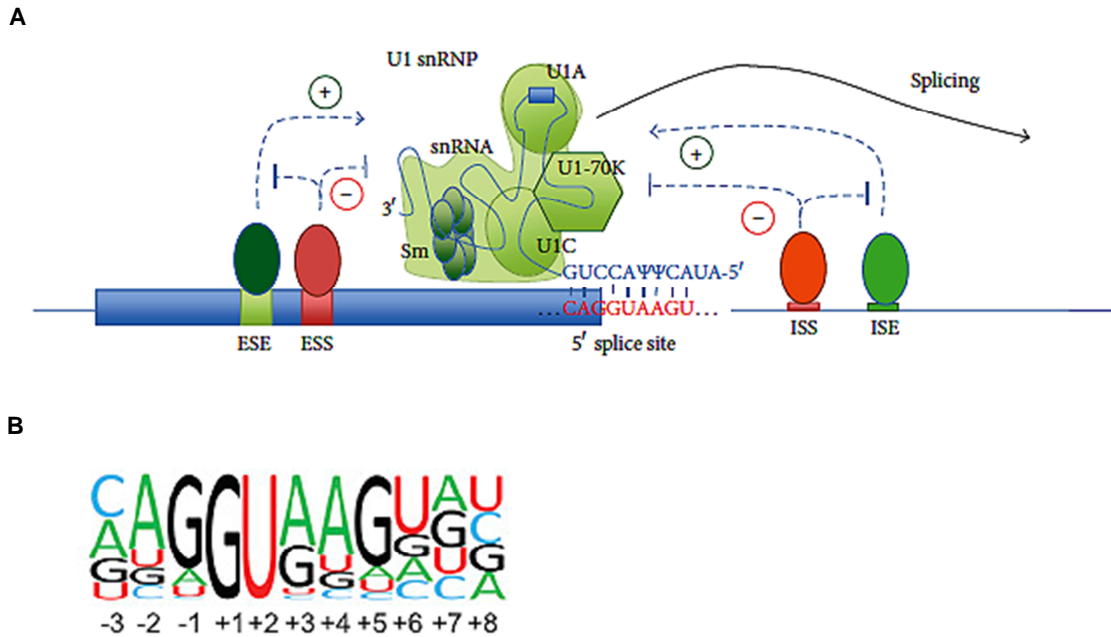 A
U1 snRNP
U1A
Splicing
+
+
snRNA
U1-70K
−
−
3′
Sm
U1C
GUCCAΨΨCAUA-5′
...CAGGUAAGU...
ESE
ESS
5′ splice site
ISS
ISE
B
C A G G U A A G U A U
A U A G U A G G C
G G U G A U G
U C C C A
-3 -2 -1 +1 +2 +3 +4 +5 +6 +7 +8